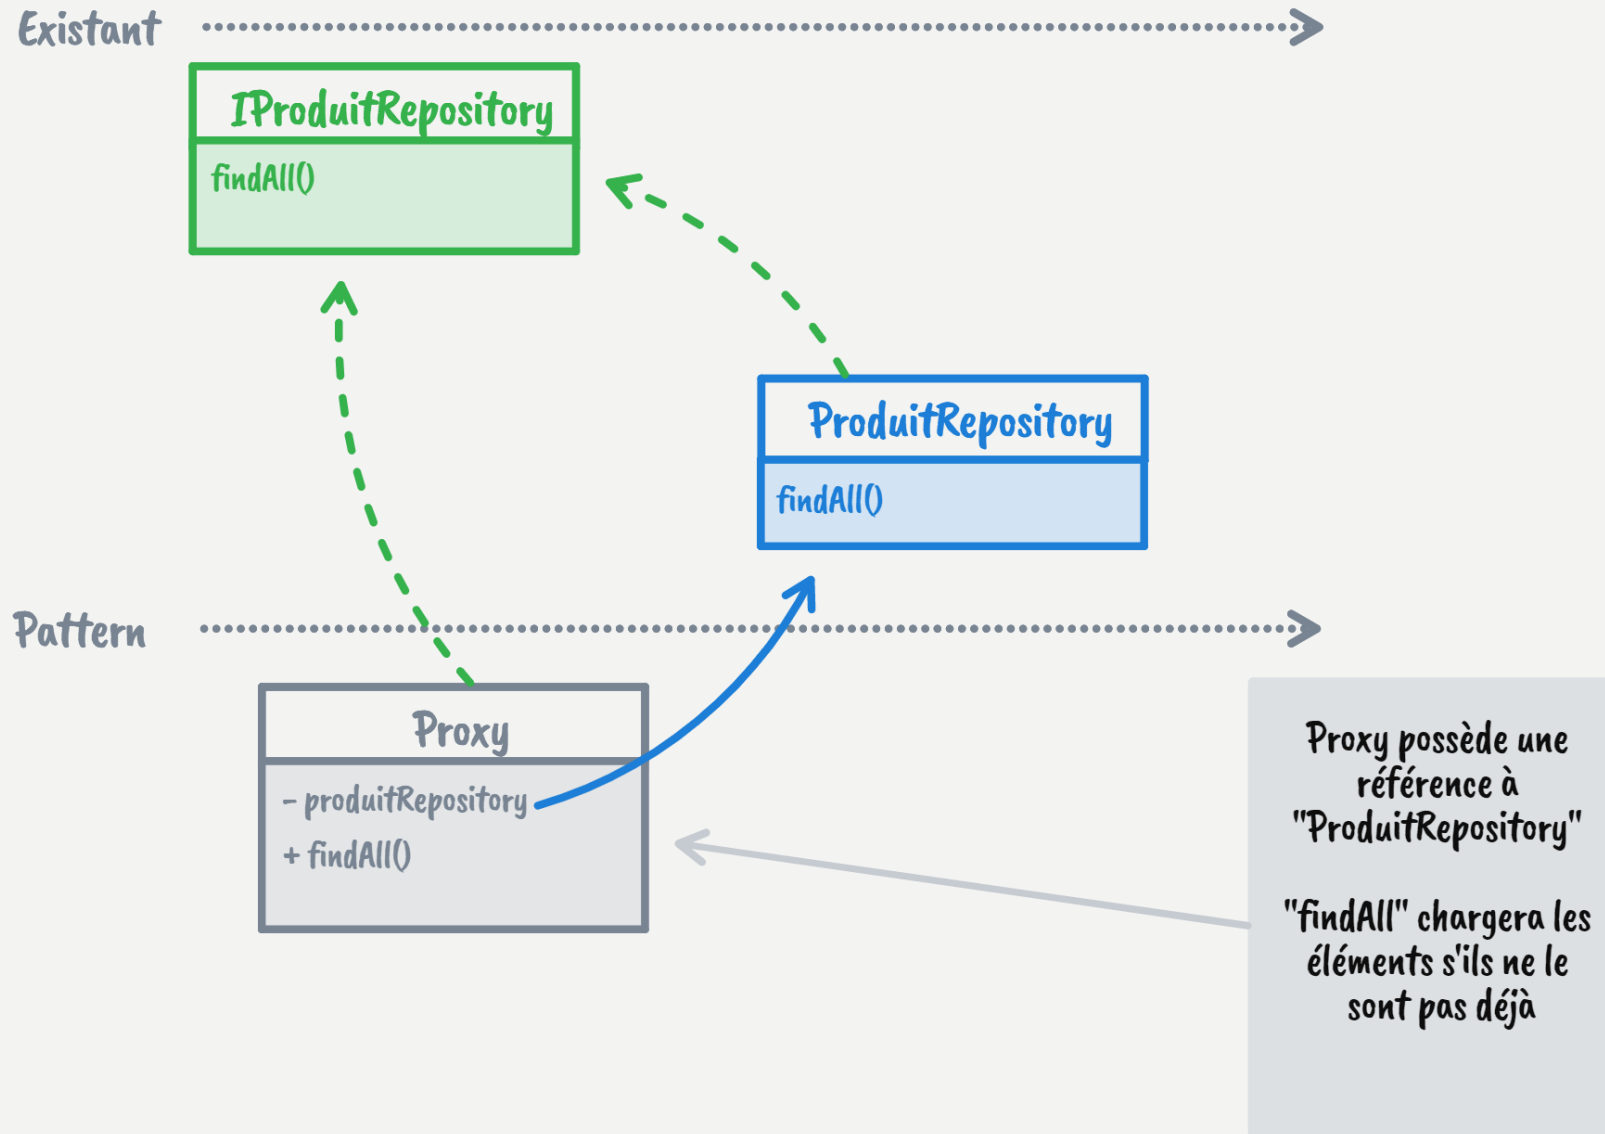 Existant
IProduitRepository
findAll()
ProduitRepository
findAll()
Pattern
Proxy
- produitRepository
+ findAll()
Proxy possède une
référence à
"ProduitRepository"
"findAll" chargera les
éléments s'ils ne le
sont pas déjà